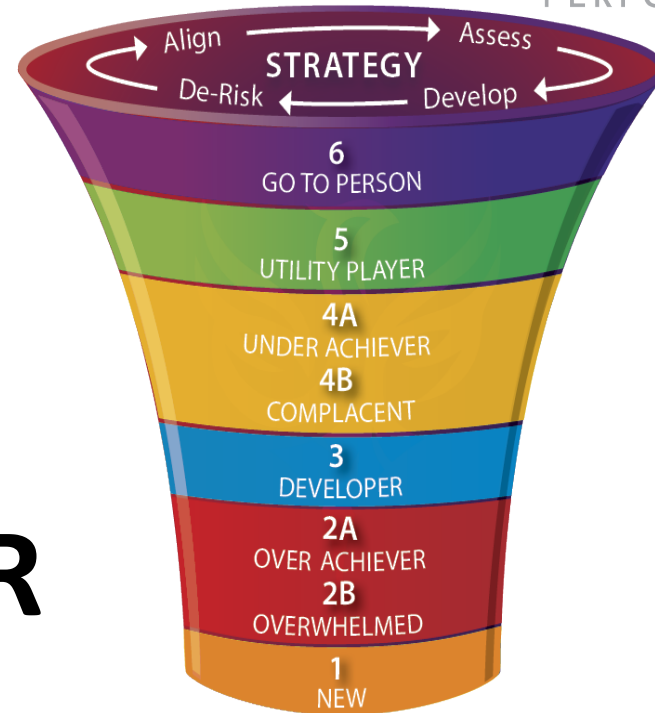 Align
Assess
STRATEGY
De-Risk
Develop
6
GO TO PERSON
5
UTILITY PLAYER
4A
UNDER ACHIEVER
4B
COMPLACENT
3
DEVELOPER
2A
OVER ACHIEVER
2B
OVERWHELMED
1
NEW
R